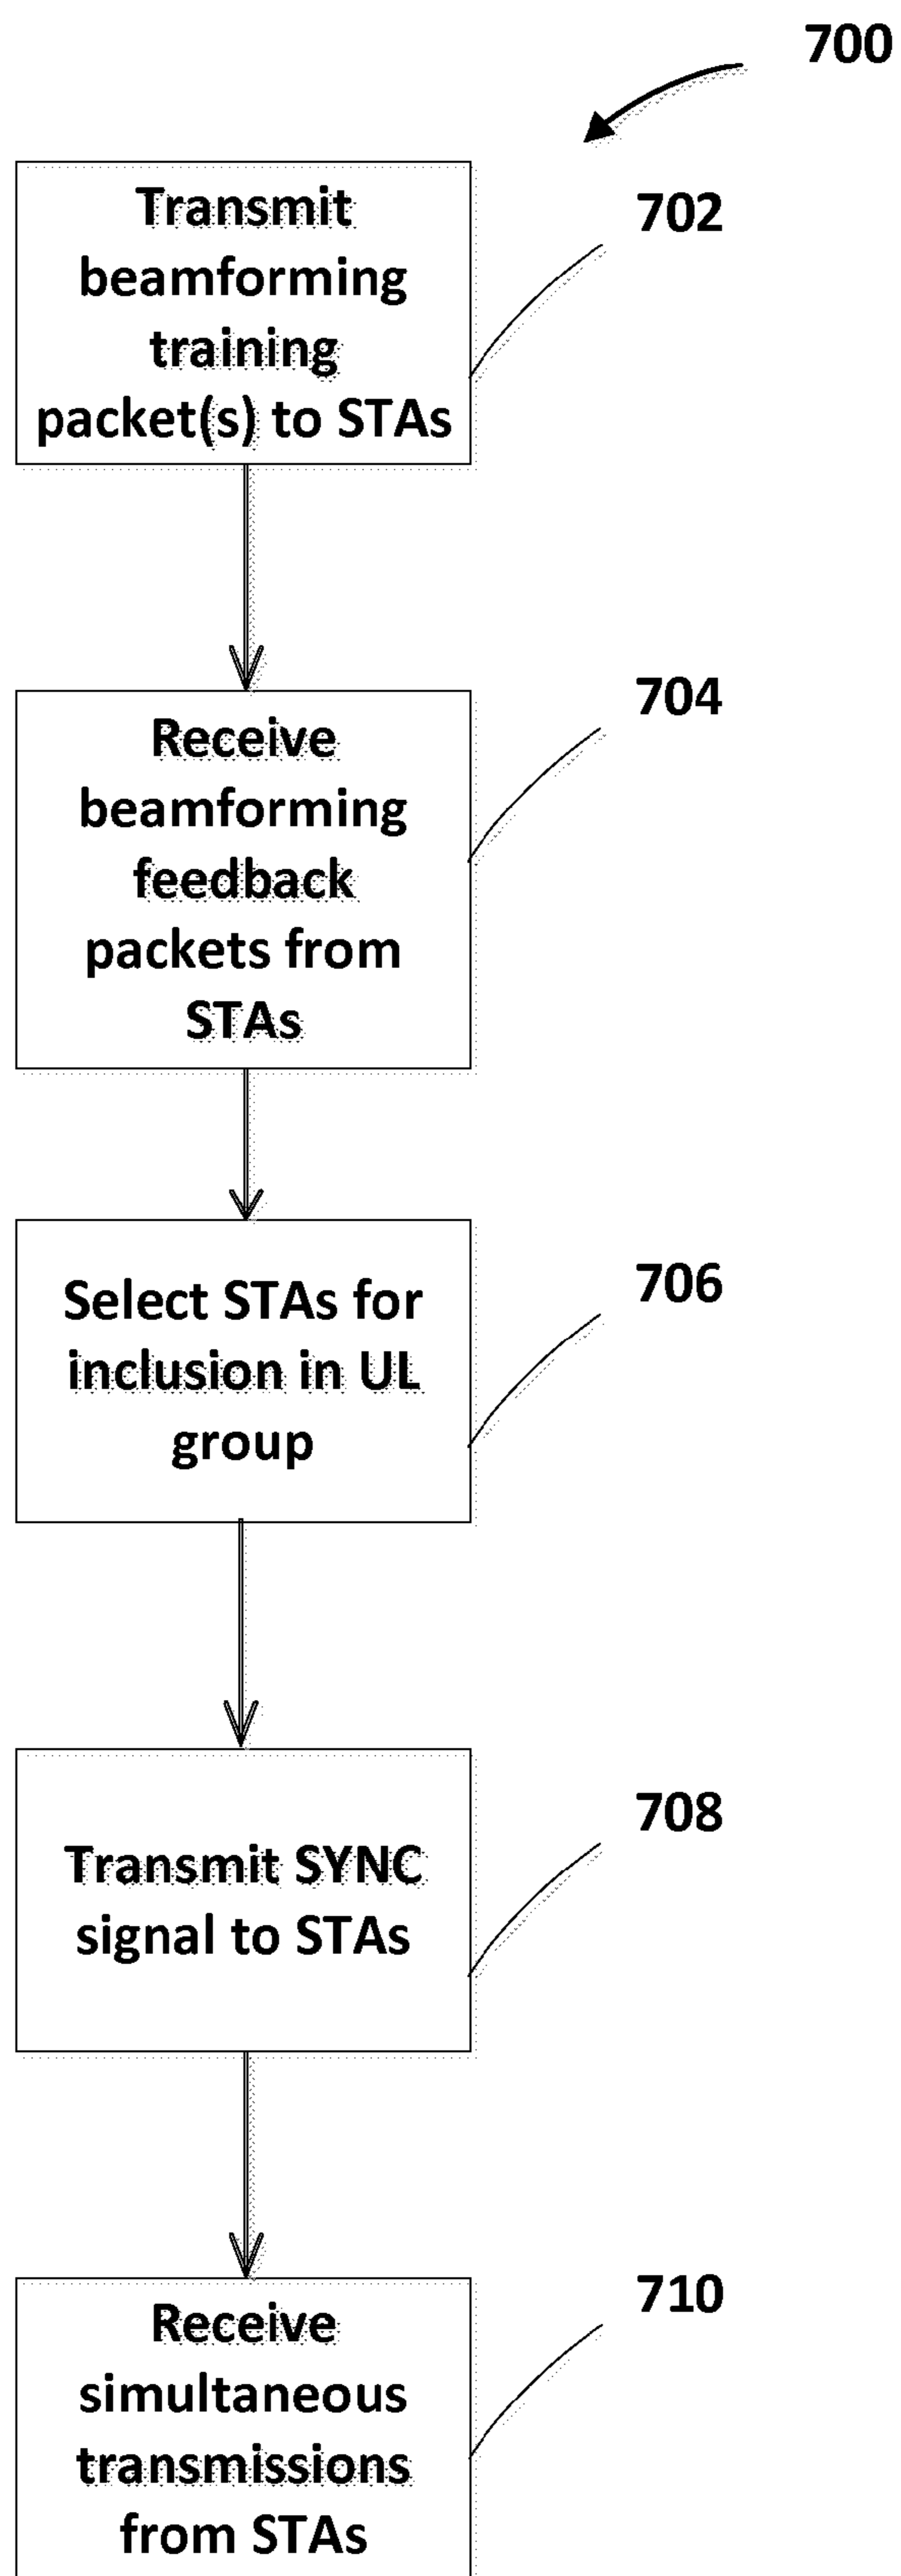 700
702
Transmit
beamforming
training
packet(s) to STAs
704
Receive
beamforming
feedback
packets from
STAs
706
Select STAs for
inclusion in UL
group
708
Transmit SYNC
signal to STAs
710
Receive
simultaneous
transmissions
from STAs